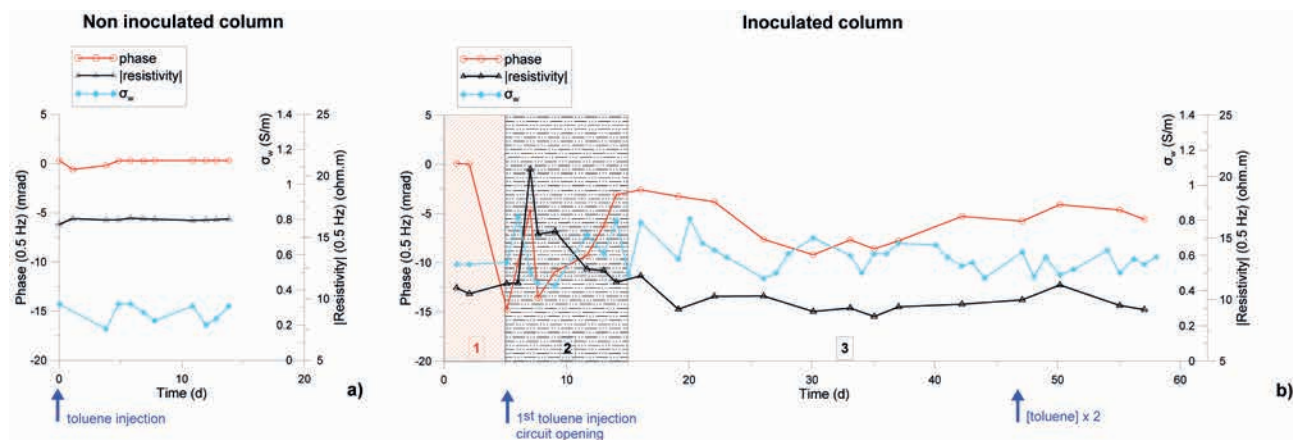 Non inoculated column
Inoculated column
phase
|resistivity|
σw
phase
|resistivity|
σw
Phase (0.5 Hz) (mrad)
5
0
-5
-10
-15
-20
0
10
20
Time (d)
σw (S/m)
1.4
1.2
1
0.8
0.6
0.4
0.2
0
|Resistivity| (0.5 Hz) (ohm.m)
25
20
15
10
5
toluene injection
a)
Phase (0.5 Hz) (mrad)
5
0
-5
-10
-15
-20
1
2
3
0
10
20
30
40
50
60
Time (d)
σw (S/m)
1.4
1.2
1
0.8
0.6
0.4
0.2
0
|Resistivity| (0.5 Hz) (ohm.m)
25
20
15
10
5
1st toluene injection
circuit opening
[toluene] x 2
b)